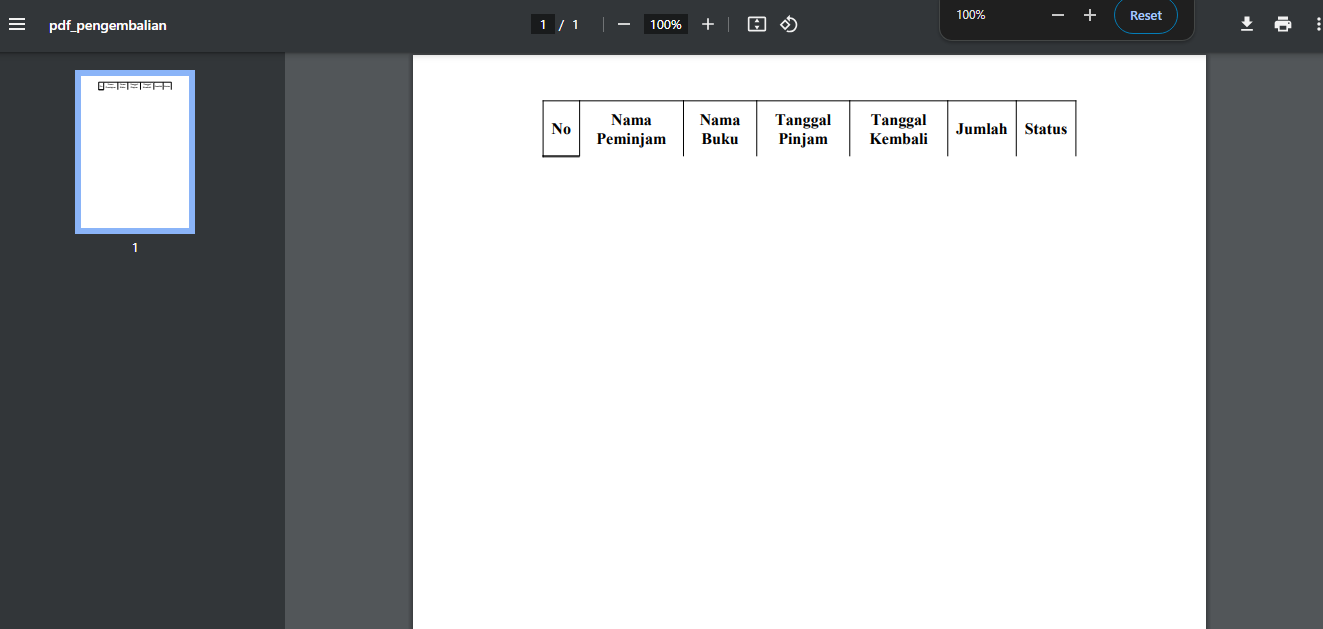 pdf_pengembalian
1 / 1
100%
100%
Reset
1
No
Nama
Peminjam
Nama
Buku
Tanggal
Pinjam
Tanggal
Kembali
Jumlah
Status